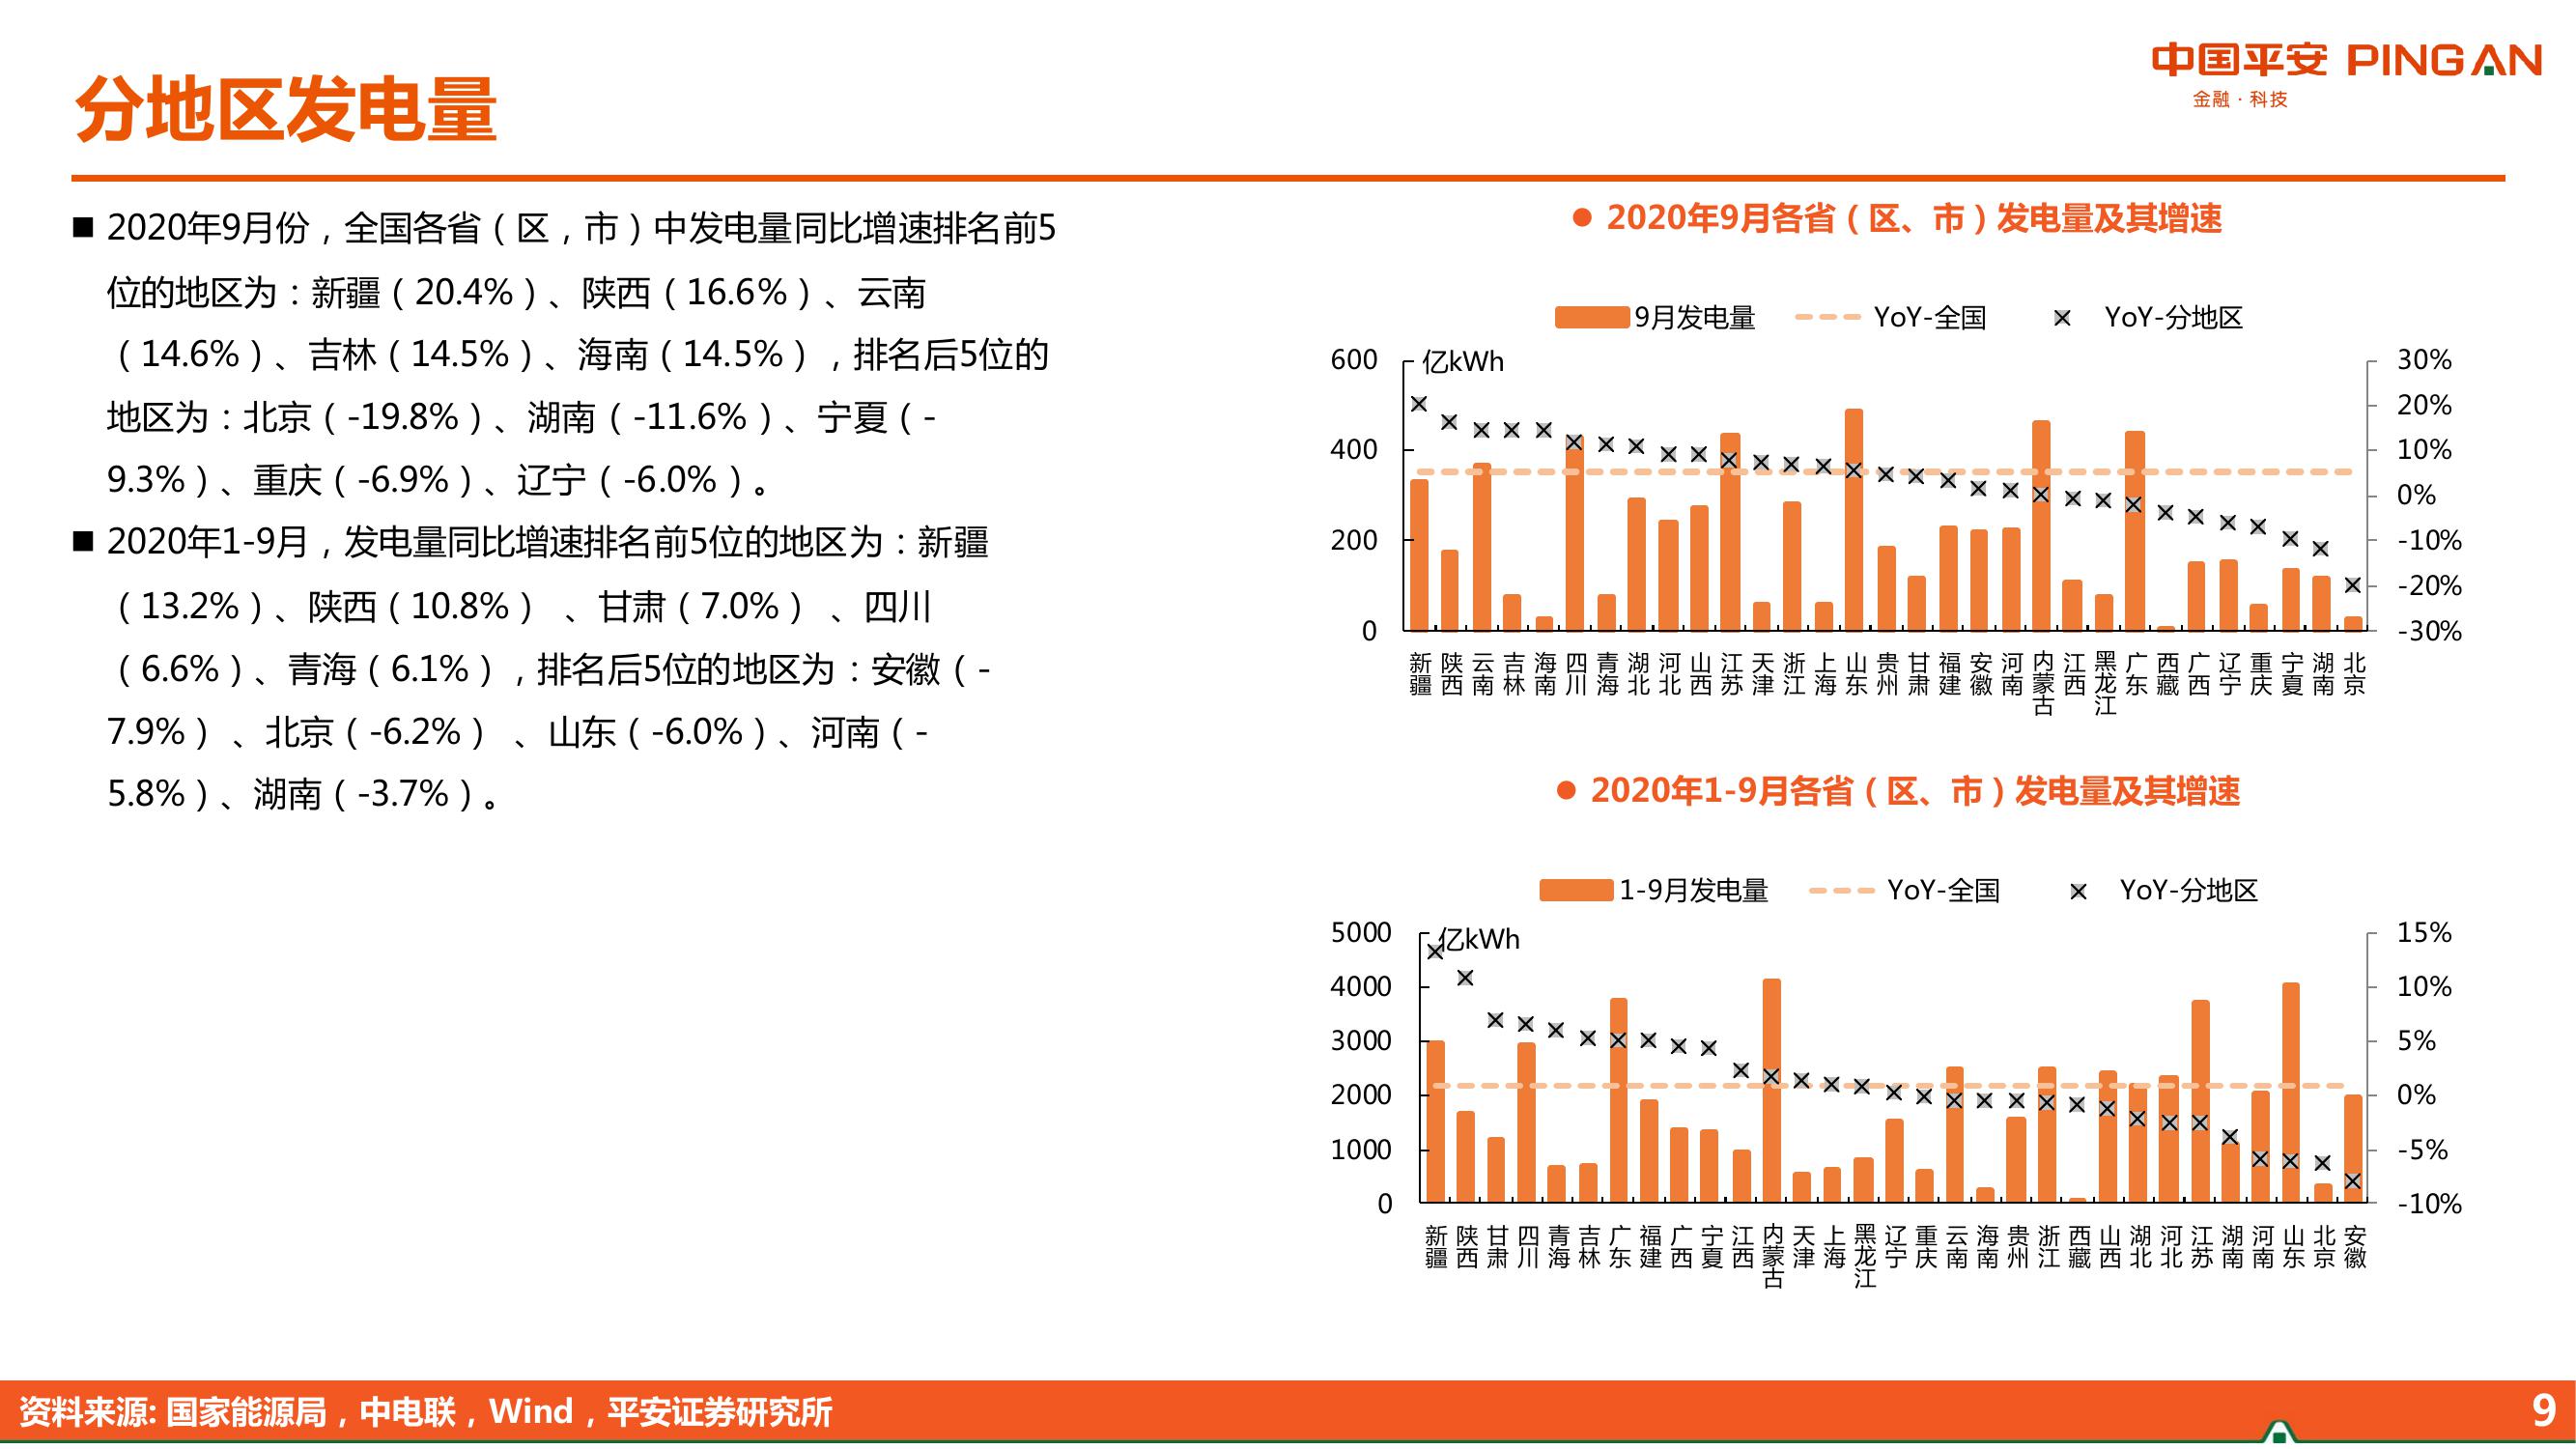 分地区发电量
中国平安 PINGAN
金融·科技
■ 2020年9月份，全国各省（区，市）中发电量同比增速排名前5
位的地区为：新疆（20.4%）、陕西（16.6%）、云南
（14.6%）、吉林（14.5%）、海南（14.5%），排名后5位的
地区为：北京（-19.8%）、湖南（-11.6%）、宁夏（-
9.3%）、重庆（-6.9%）、辽宁（-6.0%）。
■ 2020年1-9月，发电量同比增速排名前5位的地区为：新疆
（13.2%）、陕西（10.8%） 、甘肃（7.0%） 、四川
（6.6%）、青海（6.1%），排名后5位的地区为：安徽（-
7.9%） 、北京（-6.2%） 、山东（-6.0%）、河南（-
5.8%）、湖南（-3.7%）。
● 2020年9月各省（区、市）发电量及其增速
9月发电量 YoY-全国 YoY-分地区
亿kWh
600
400
200
0
30%
20%
10%
0%
-10%
-20%
-30%
新疆 陕西 云南 吉林 海南 四川 青海 湖北 河北 山西 江苏 天津 浙江 上海 山东 贵州 甘肃 福建 安徽 河南 内蒙古 江西 黑龙江 广东 西藏 广西 辽宁 重庆 宁夏 湖南 北京
● 2020年1-9月各省（区、市）发电量及其增速
1-9月发电量 YoY-全国 YoY-分地区
亿kWh
5000
4000
3000
2000
1000
0
15%
10%
5%
0%
-5%
-10%
新疆 陕西 甘肃 四川 青海 吉林 广东 福建 广西 宁夏 江西 内蒙古 天津 上海 黑龙江 辽宁 重庆 云南 海南 贵州 浙江 西藏 山西 湖北 河北 江苏 湖南 河南 山东 北京 安徽
资料来源: 国家能源局，中电联，Wind，平安证券研究所
9